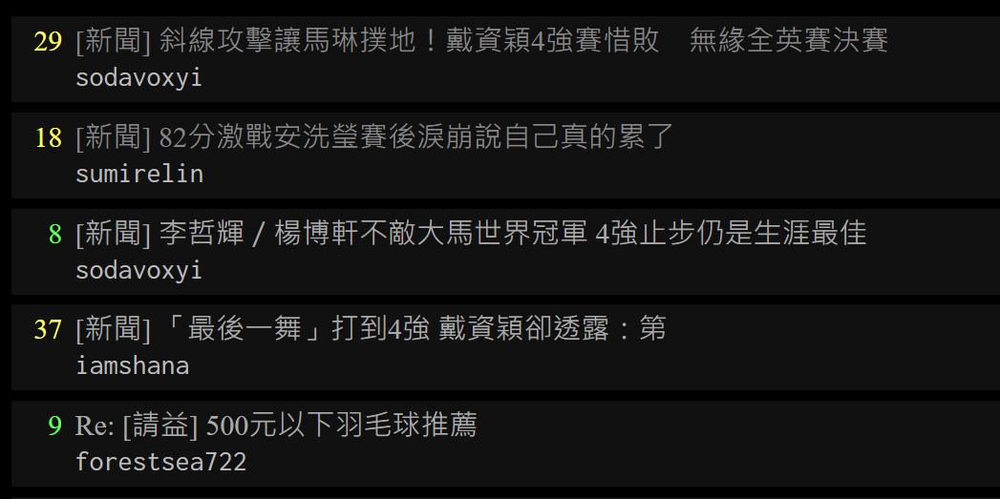 29 [新聞] 斜線攻擊讓馬琳撲地！戴資穎4強賽惜敗　無緣全英賽決賽
sodavoxyi
18 [新聞] 82分激戰安洗瑩賽後淚崩說自己真的累了
sumirelin
8 [新聞] 李哲輝／楊博軒不敵大馬世界冠軍 4強止步仍是生涯最佳
sodavoxyi
37 [新聞] 「最後一舞」打到4強 戴資穎卻透露：第
iamshana
9 Re: [請益] 500元以下羽毛球推薦
forestsea722